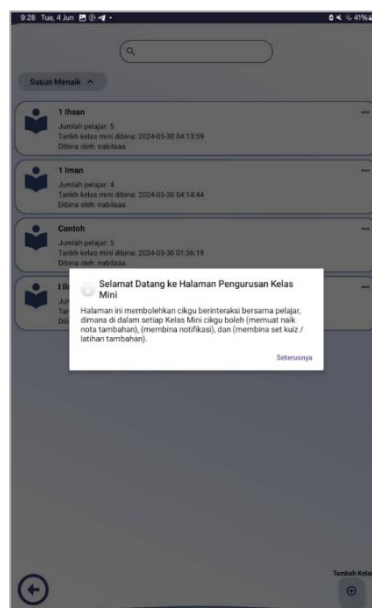 9:28 Tue, 4 Jun
41%
Susun Menaik
1 Ihsan
Jumlah pelajar: 5
Tarikh kelas mini dibina: 2024-05-30 04:13:59
Dibina oleh: nabilaaa
1 Iman
Jumlah pelajar: 4
Tarikh kelas mini dibina: 2024-05-30 04:14:44
Dibina oleh: nabilaaa
Contoh
Jumlah pelajar: 5
Tarikh kelas mini dibina: 2024-05-30 01:36:19
Dibina oleh: nabilaaa
Selamat Datang ke Halaman Pengurusan Kelas
Mini
Halaman ini membolehkan cikgu berinteraksi bersama pelajar,
dimana di dalam setiap Kelas Mini cikgu boleh (memuat naik
nota tambahan), (membina notifikasi), dan (membina set kuiz /
latihan tambahan).
Seterusnya
Tambah Kelas